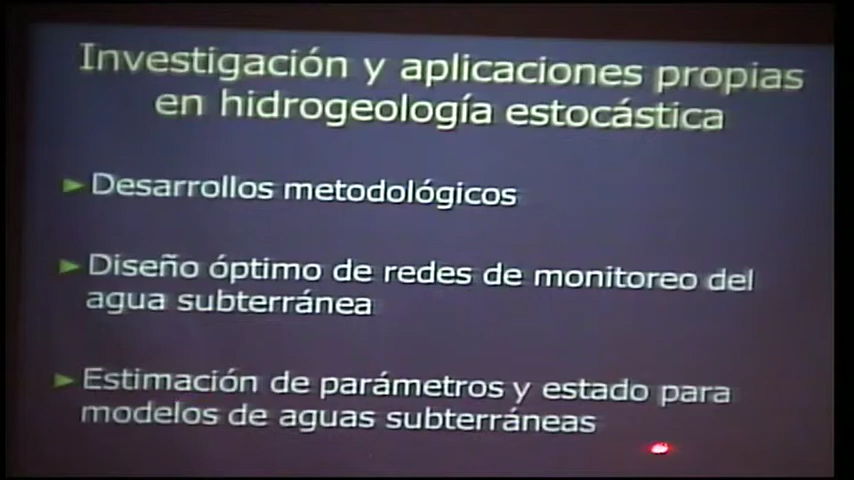 Investigación y aplicaciones propias
en hidrogeología estocástica
Desarrollos metodológicos
Diseño óptimo de redes de monitoreo del
agua subterránea
Estimación de parámetros y estado para
modelos de aguas subterráneas